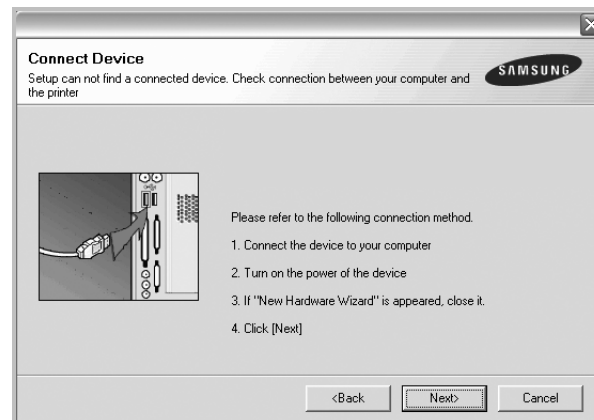 Connect Device
Setup can not find a connected device. Check connection between your computer and
the printer
SAMSUNG
Please refer to the following connection method.
1. Connect the device to your computer
2. Turn on the power of the device
3. If "New Hardware Wizard" is appeared, close it.
4. Click [Next]
<Back
Next>
Cancel